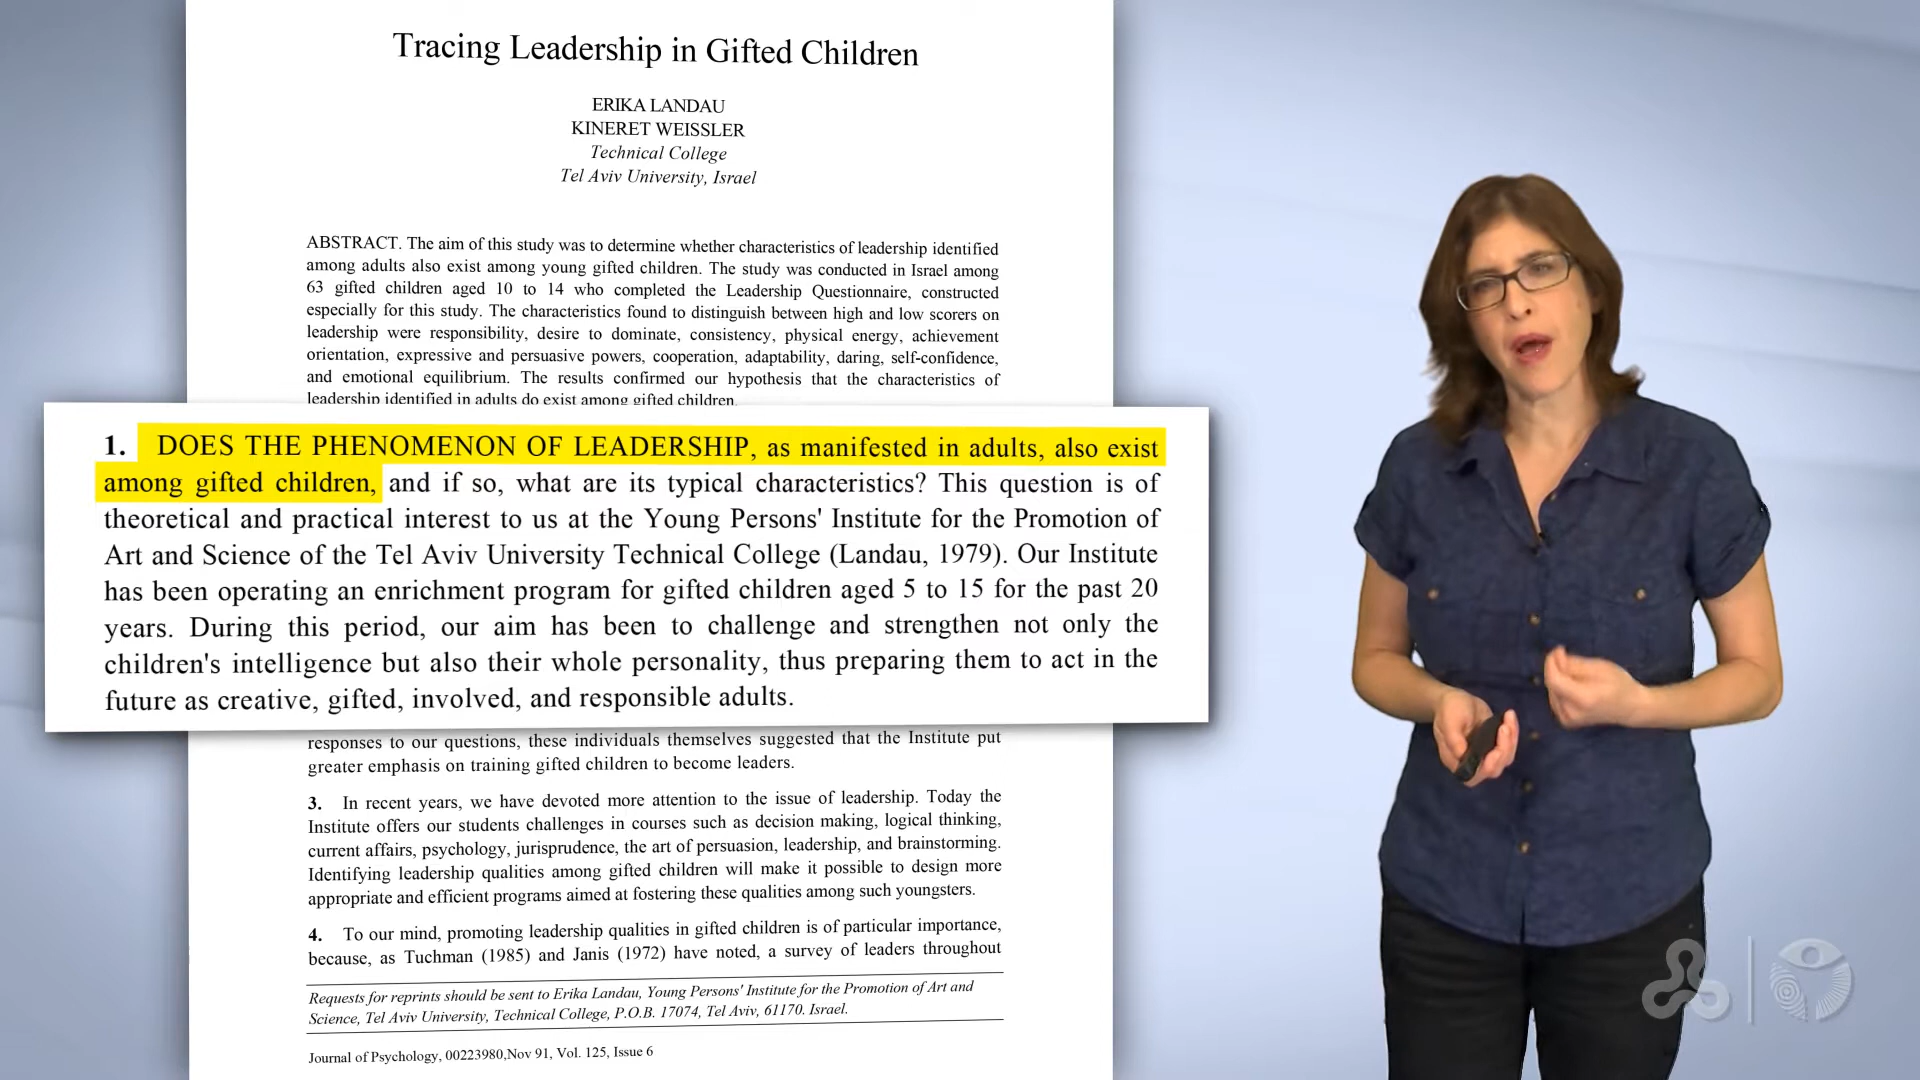 Tracing Leadership in Gifted Children
ERIKA LANDAU
KINERET WEISSLER
Technical College
Tel Aviv University, Israel
ABSTRACT. The aim of this study was to determine whether characteristics of leadership identified
among adults also exist among young gifted children. The study was conducted in Israel among
63 gifted children aged 10 to 14 who completed the Leadership Questionnaire, constructed
especially for this study. The characteristics found to distinguish between high and low scorers on
leadership were responsibility, desire to dominate, consistency, physical energy, achievement
orientation, expressive and persuasive powers, cooperation, adaptability, daring, self-confidence,
and emotional equilibrium. The results confirmed our hypothesis that the characteristics of
leadership identified in adults do exist among gifted children.
1. DOES THE PHENOMENON OF LEADERSHIP, as manifested in adults, also exist
among gifted children, and if so, what are its typical characteristics? This question is of
theoretical and practical interest to us at the Young Persons' Institute for the Promotion of
Art and Science of the Tel Aviv University Technical College (Landau, 1979). Our Institute
has been operating an enrichment program for gifted children aged 5 to 15 for the past 20
years. During this period, our aim has been to challenge and strengthen not only the
children's intelligence but also their whole personality, thus preparing them to act in the
future as creative, gifted, involved, and responsible adults.
responses to our questions, these individuals themselves suggested that the Institute put
greater emphasis on training gifted children to become leaders.
3. In recent years, we have devoted more attention to the issue of leadership. Today the
Institute offers our students challenges in courses such as decision making, logical thinking,
current affairs, psychology, jurisprudence, the art of persuasion, leadership, and brainstorming.
Identifying leadership qualities among gifted children will make it possible to design more
appropriate and efficient programs aimed at fostering these qualities among such youngsters.
4. To our mind, promoting leadership qualities in gifted children is of particular importance,
because, as Tuchman (1985) and Janis (1972) have noted, a survey of leaders throughout
Requests for reprints should be sent to Erika Landau, Young Persons' Institute for the Promotion of Art and
Science, Tel Aviv University, Technical College, P.O.B. 17074, Tel Aviv, 61170. Israel.
Journal of Psychology, 00223980,Nov 91, Vol. 125, Issue 6